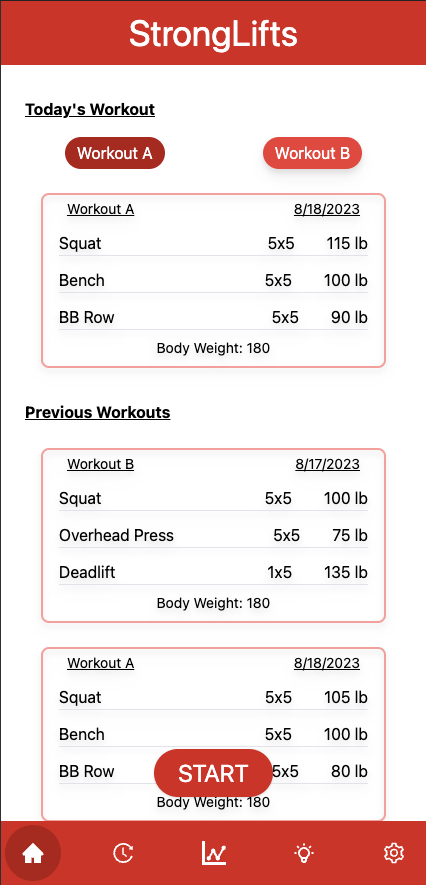 StrongLifts
Today's Workout
Workout A Workout B
Workout A 8/18/2023
Squat 5x5 115 lb
Bench 5x5 100 lb
BB Row 5x5 90 lb
Body Weight: 180
Previous Workouts
Workout B 8/17/2023
Squat 5x5 100 lb
Overhead Press 5x5 75 lb
Deadlift 1x5 135 lb
Body Weight: 180
Workout A 8/18/2023
Squat 5x5 105 lb
Bench 5x5 100 lb
BB Row 5x5 80 lb
START
Body Weight: 180